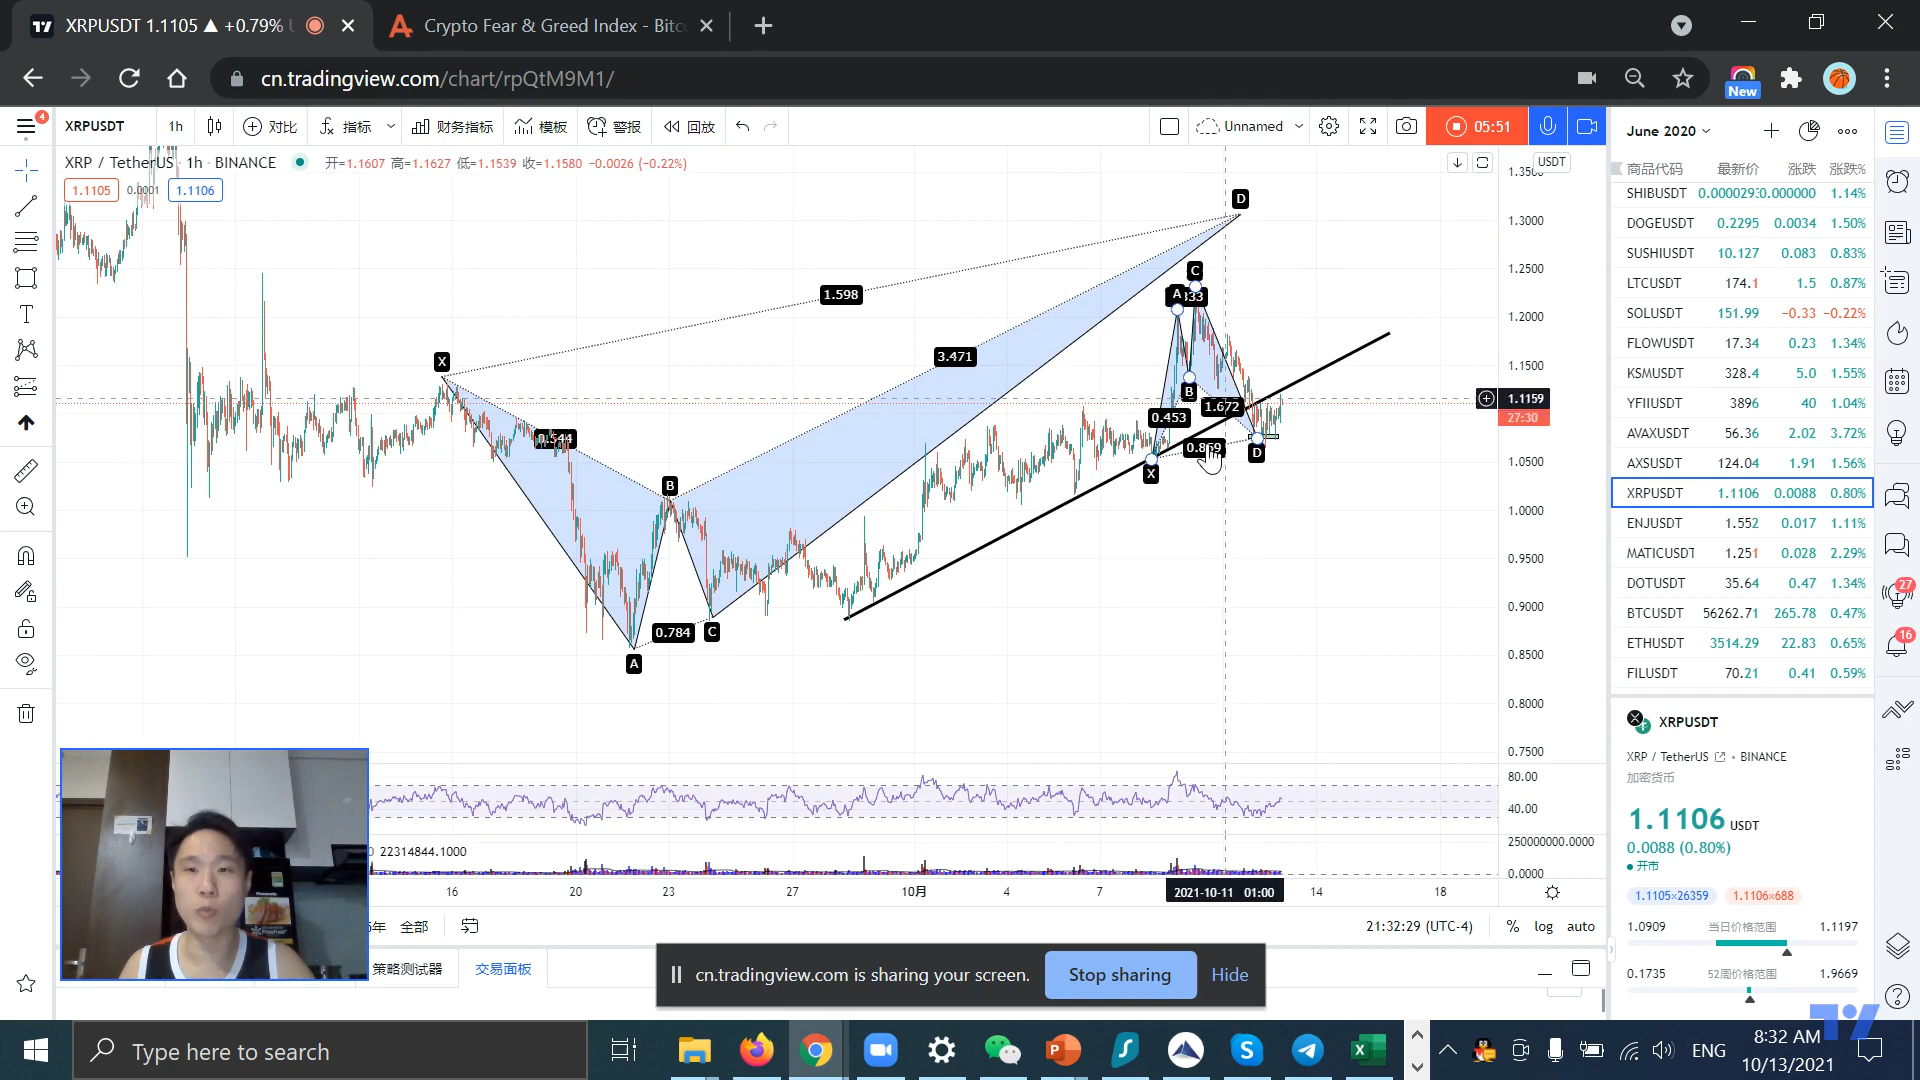 XRPUSDT 1.1105 ▲ +0.79%
Crypto Fear & Greed Index - Bitc
cn.tradingview.com/chart/rpQtM9M1/
New
4
XRPUSDT
1h
对比
指标
财务指标
模板
警报
回放
Unnamed
05:51
June 2020
XRP / TetherUS · 1h · BINANCE
开=1.1607 高=1.1627 低=1.1539 收=1.1580 -0.0026 (-0.22%)
1.1105
0.0001
1.1106
USDT
1.3000
1.2500
1.2000
1.1500
1.1159
27:30
1.0500
1.0000
0.9500
0.9000
0.8500
0.8000
0.7500
80.00
40.00
250000000.0000
0.0000
X
A
B
C
D
0.544
0.784
1.598
3.471
X
A
B
C
D
0.453
1.672
0.869
22314844.1000
16
20
23
27
10月
4
7
2021-10-11 01:00
14
18
年
全部
21:32:29 (UTC-4)
%
log
auto
策略测试器
交易面板
商品代码 最新价 涨跌 涨跌%
SHIBUSDT 0.0000293 0.000000 1.14%
DOGEUSDT 0.2295 0.0034 1.50%
SUSHIUSDT 10.127 0.083 0.83%
LTCUSDT 174.1 1.5 0.87%
SOLUSDT 151.99 -0.33 -0.22%
FLOWUSDT 17.34 0.23 1.34%
KSMUSDT 328.4 5.0 1.55%
YFIIUSDT 3896 40 1.04%
AVAXUSDT 56.36 2.02 3.72%
AXSUSDT 124.04 1.91 1.56%
XRPUSDT 1.1106 0.0088 0.80%
ENJUSDT 1.552 0.017 1.11%
MATICUSDT 1.251 0.028 2.29%
DOTUSDT 35.64 0.47 1.34%
BTCUSDT 56262.71 265.78 0.47%
ETHUSDT 3514.29 22.83 0.65%
FILUSDT 70.21 0.41 0.59%
27
16
XRPUSDT
XRP / TetherUS • BINANCE
加密货币
1.1106 USDT
0.0088 (0.80%)
开市
1.1105×26359
1.1106×688
1.0909 当日价格范围 1.1197
0.1735 52周价格范围 1.9669
cn.tradingview.com is sharing your screen.
Stop sharing
Hide
Type here to search
ENG
8:32 AM
10/13/2021